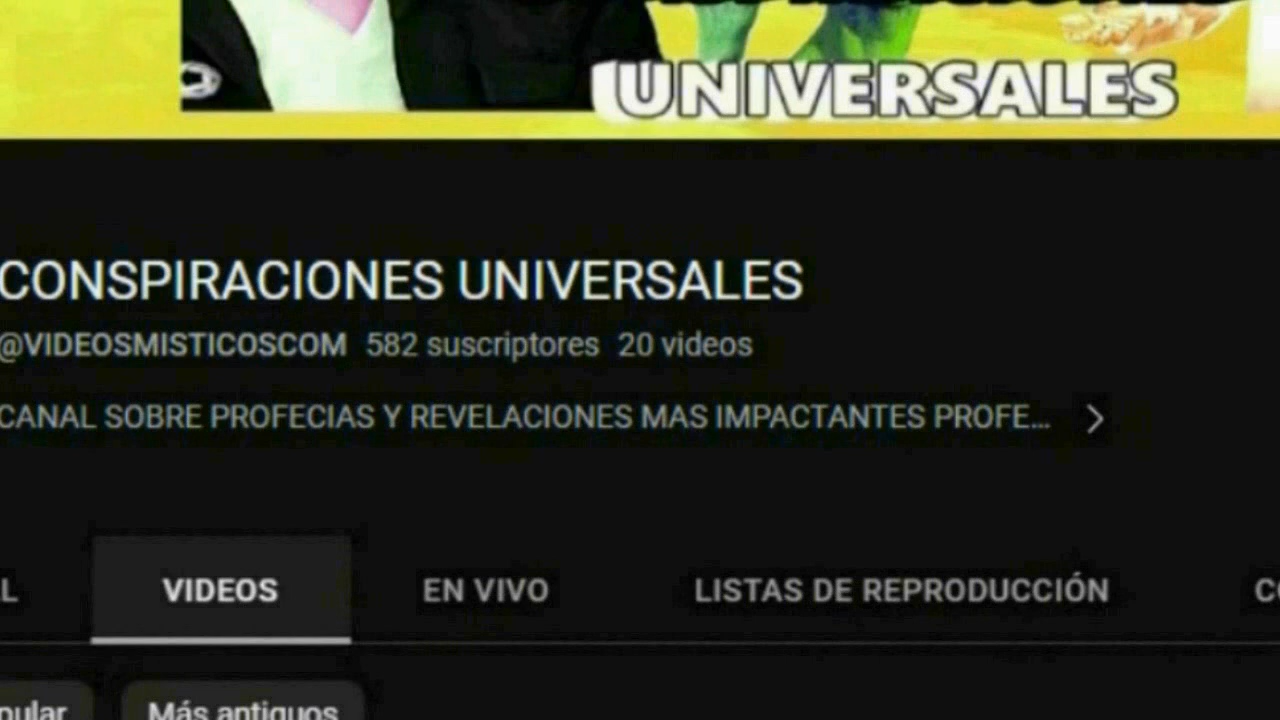 UNIVERSALES
CONSPIRACIONES UNIVERSALES
@VIDEOSMISTICOSCOM 582 suscriptores 20 videos
CANAL SOBRE PROFECIAS Y REVELACIONES MAS IMPACTANTES PROFE...
VIDEOS EN VIVO LISTAS DE REPRODUCCIÓN
Más antiguos